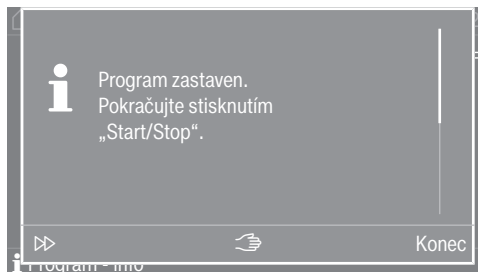 Program zastaven.
Pokračujte stisknutím
„Start/Stop“.
Konec
Program - Info